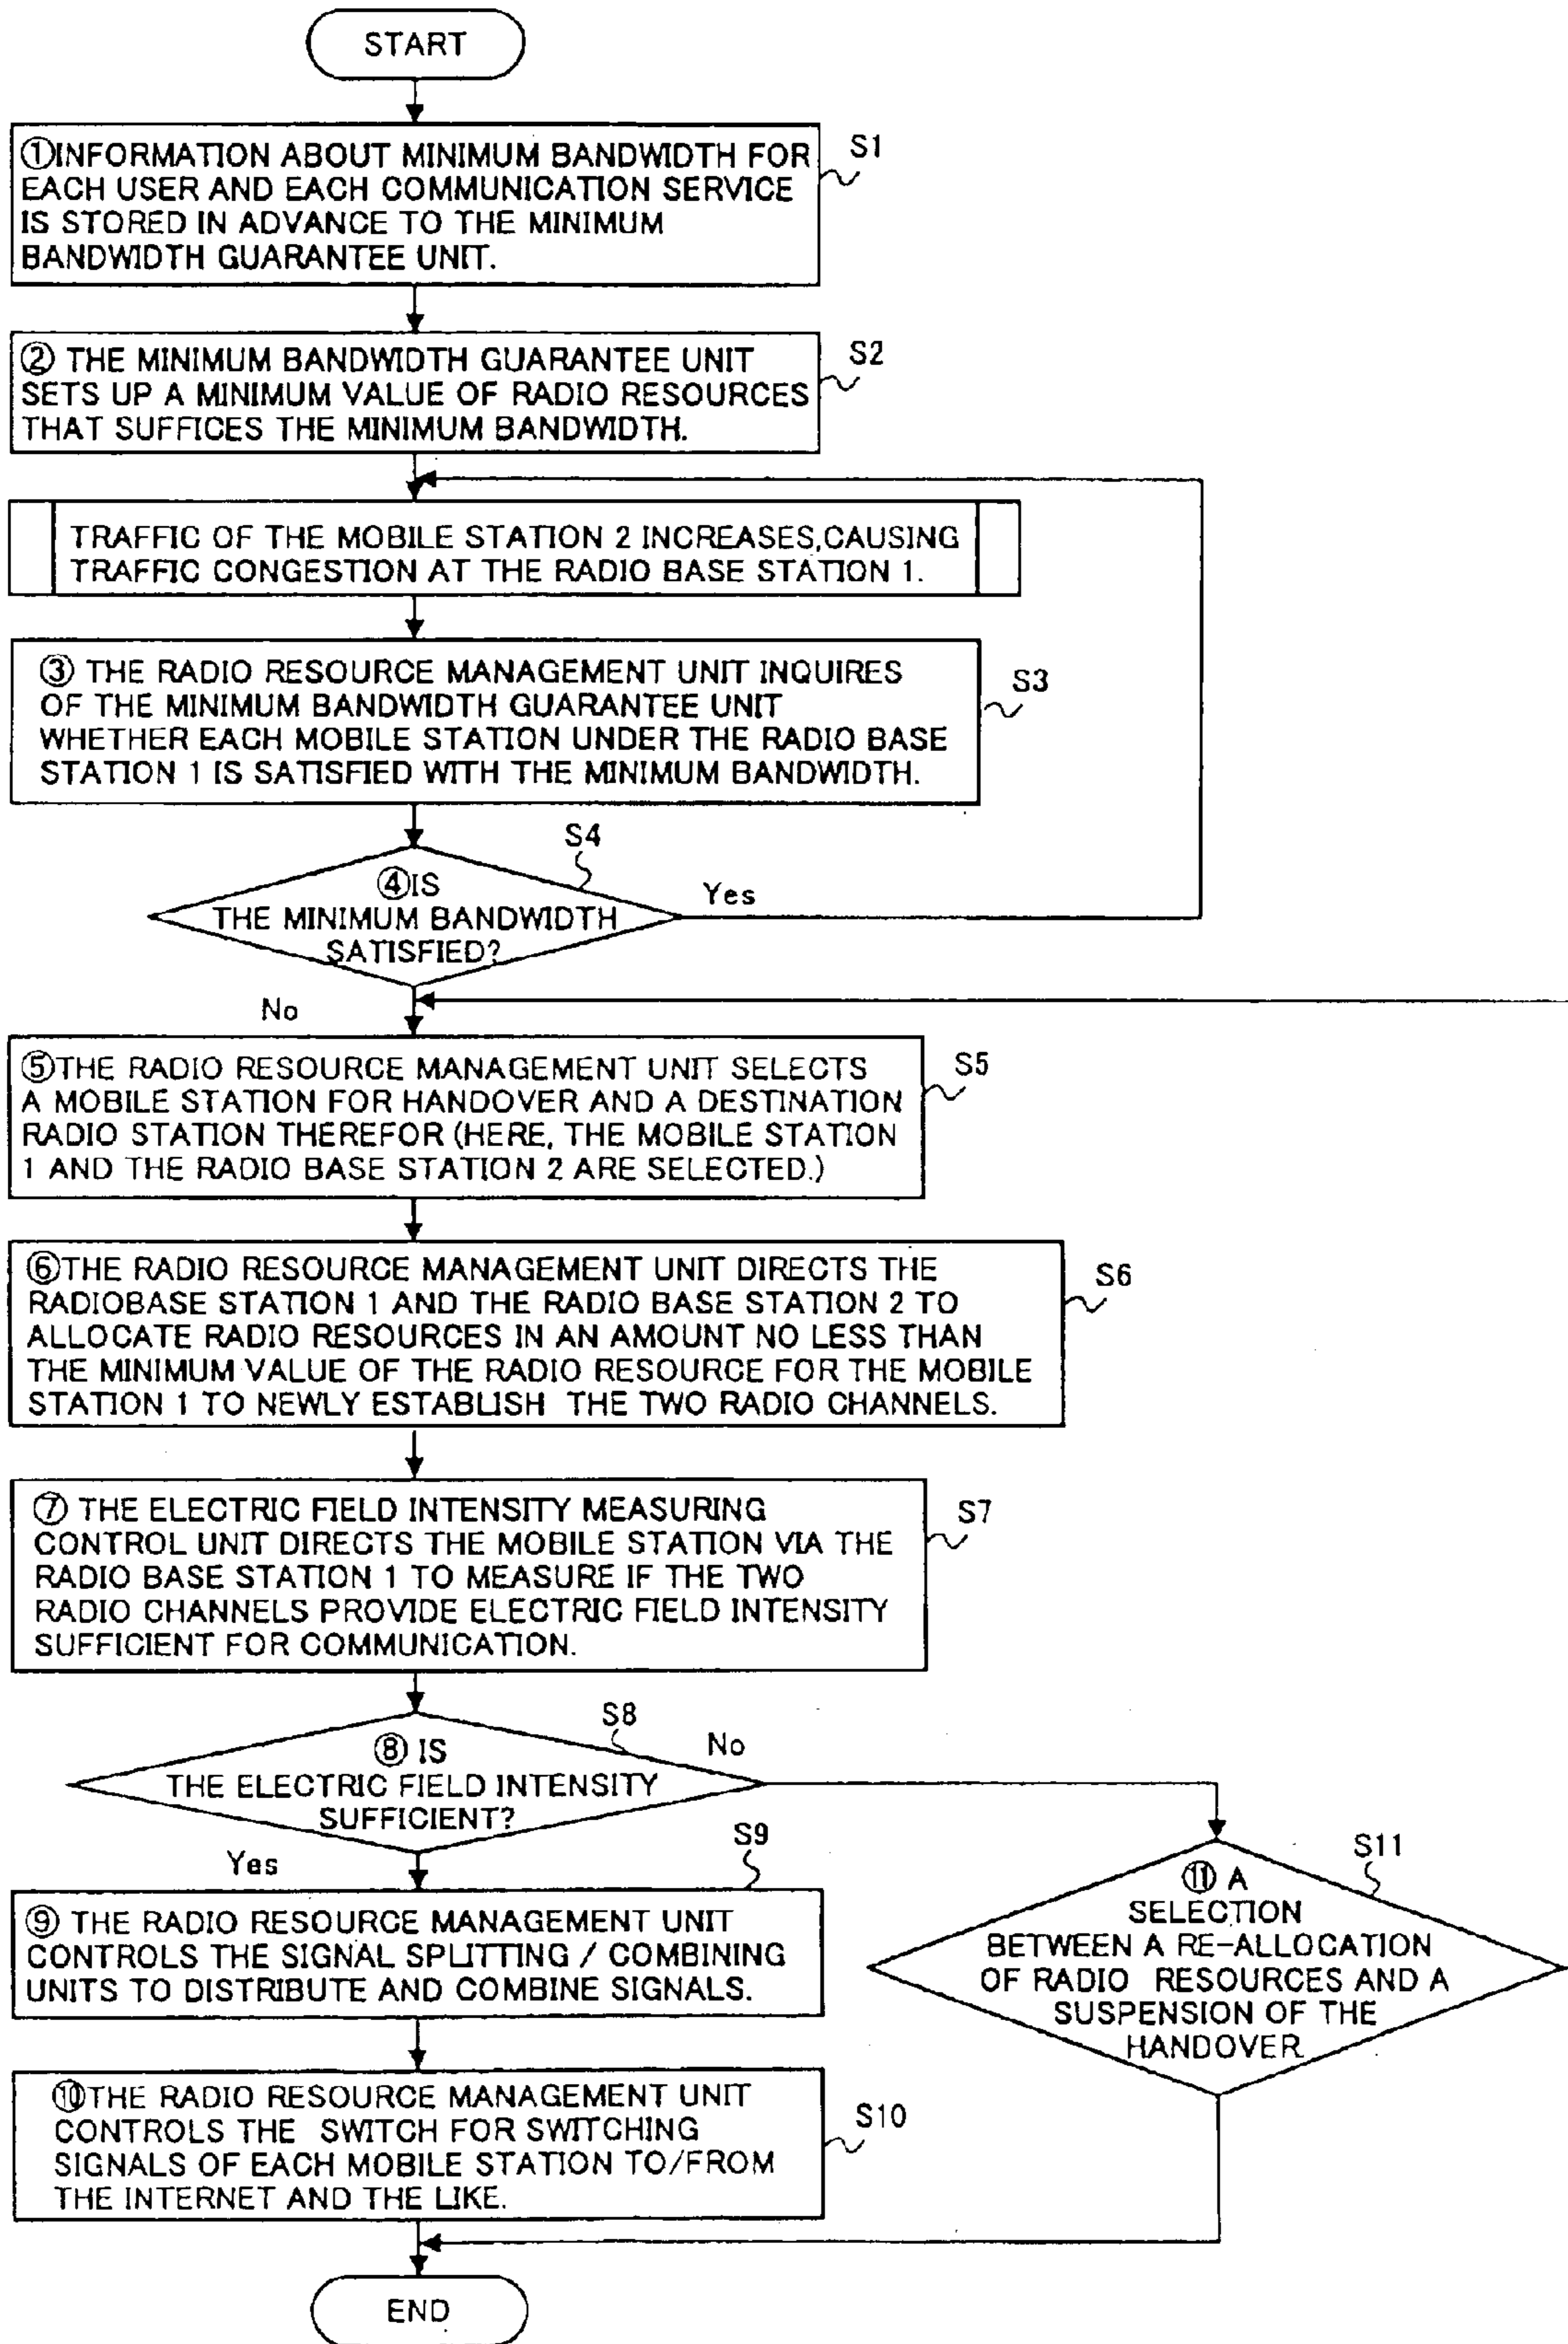 START
①INFORMATION ABOUT MINIMUM BANDWIDTH FOR
EACH USER AND EACH COMMUNICATION SERVICE
IS STORED IN ADVANCE TO THE MINIMUM
BANDWIDTH GUARANTEE UNIT.
S1
② THE MINIMUM BANDWIDTH GUARANTEE UNIT
SETS UP A MINIMUM VALUE OF RADIO RESOURCES
THAT SUFFICES THE MINIMUM BANDWIDTH.
S2
TRAFFIC OF THE MOBILE STATION 2 INCREASES,CAUSING
TRAFFIC CONGESTION AT THE RADIO BASE STATION 1.
③ THE RADIO RESOURCE MANAGEMENT UNIT INQUIRES
OF THE MINIMUM BANDWIDTH GUARANTEE UNIT
WHETHER EACH MOBILE STATION UNDER THE RADIO BASE
STATION 1 IS SATISFIED WITH THE MINIMUM BANDWIDTH.
S3
S4
④IS
THE MINIMUM BANDWIDTH
SATISFIED?
Yes
No
⑤THE RADIO RESOURCE MANAGEMENT UNIT SELECTS
A MOBILE STATION FOR HANDOVER AND A DESTINATION
RADIO STATION THEREFOR (HERE, THE MOBILE STATION
1 AND THE RADIO BASE STATION 2 ARE SELECTED.)
S5
⑥THE RADIO RESOURCE MANAGEMENT UNIT DIRECTS THE
RADIOBASE STATION 1 AND THE RADIO BASE STATION 2 TO
ALLOCATE RADIO RESOURCES IN AN AMOUNT NO LESS THAN
THE MINIMUM VALUE OF THE RADIO RESOURCE FOR THE MOBILE
STATION 1 TO NEWLY ESTABLISH THE TWO RADIO CHANNELS.
S6
⑦ THE ELECTRIC FIELD INTENSITY MEASURING
CONTROL UNIT DIRECTS THE MOBILE STATION VIA THE
RADIO BASE STATION 1 TO MEASURE IF THE TWO
RADIO CHANNELS PROVIDE ELECTRIC FIELD INTENSITY
SUFFICIENT FOR COMMUNICATION.
S7
S8
⑧ IS
THE ELECTRIC FIELD INTENSITY
SUFFICIENT?
No
Yes
S9
⑨ THE RADIO RESOURCE MANAGEMENT UNIT
CONTROLS THE SIGNAL SPLITTING / COMBINING
UNITS TO DISTRIBUTE AND COMBINE SIGNALS.
S11
⑪ A
SELECTION
BETWEEN A RE-ALLOCATION
OF RADIO RESOURCES AND A
SUSPENSION OF THE
HANDOVER
⑩THE RADIO RESOURCE MANAGEMENT UNIT
CONTROLS THE SWITCH FOR SWITCHING
SIGNALS OF EACH MOBILE STATION TO/FROM
THE INTERNET AND THE LIKE.
S10
END